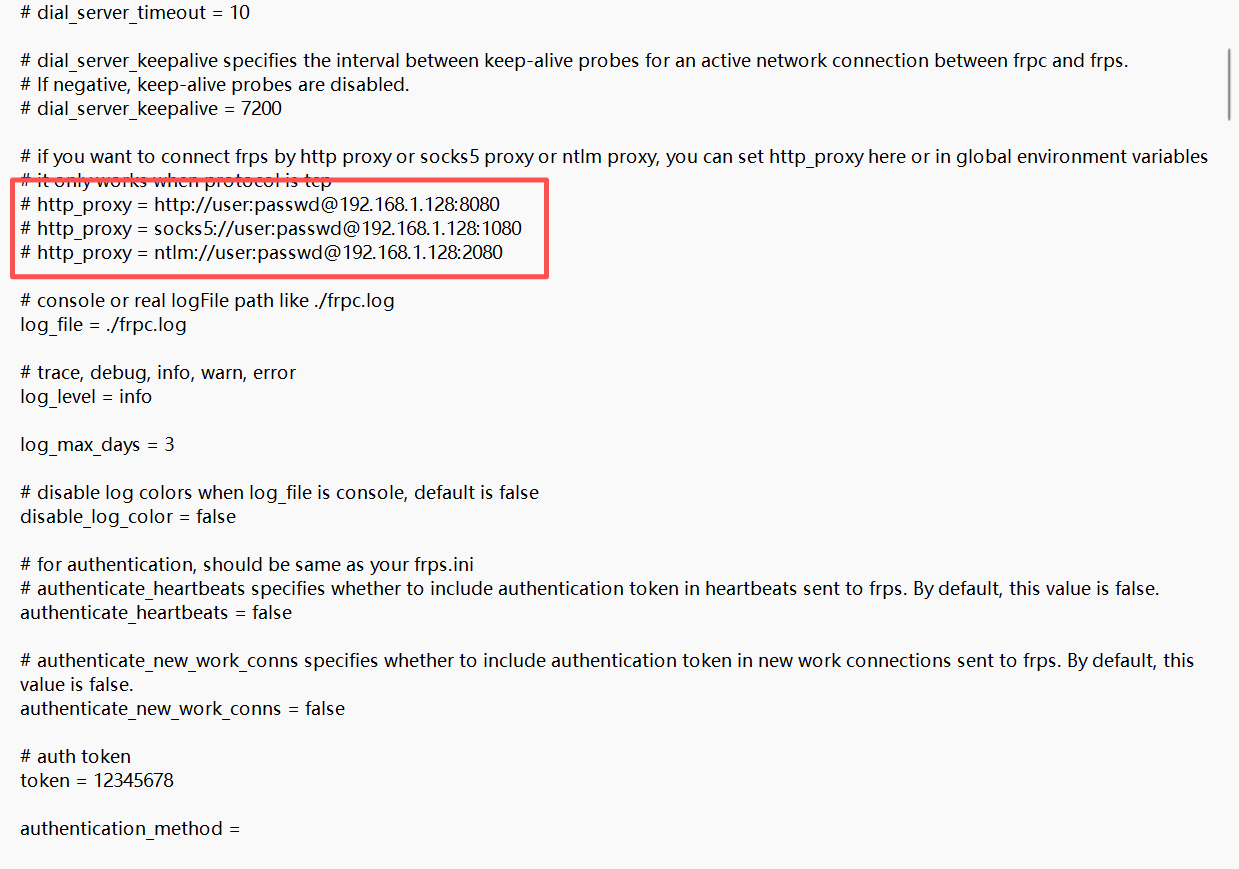 # dial_server_timeout = 10
# dial_server_keepalive specifies the interval between keep-alive probes for an active network connection between frpc and frps.
# If negative, keep-alive probes are disabled.
# dial_server_keepalive = 7200
# if you want to connect frps by http proxy or socks5 proxy or ntlm proxy, you can set http_proxy here or in global environment variables
# it only works when protocol is tcp
# http_proxy = http://user:passwd@192.168.1.128:8080
# http_proxy = socks5://user:passwd@192.168.1.128:1080
# http_proxy = ntlm://user:passwd@192.168.1.128:2080
# console or real logFile path like ./frpc.log
log_file = ./frpc.log
# trace, debug, info, warn, error
log_level = info
log_max_days = 3
# disable log colors when log_file is console, default is false
disable_log_color = false
# for authentication, should be same as your frps.ini
# authenticate_heartbeats specifies whether to include authentication token in heartbeats sent to frps. By default, this value is false.
authenticate_heartbeats = false
# authenticate_new_work_conns specifies whether to include authentication token in new work connections sent to frps. By default, this
value is false.
authenticate_new_work_conns = false
# auth token
token = 12345678
authentication_method =